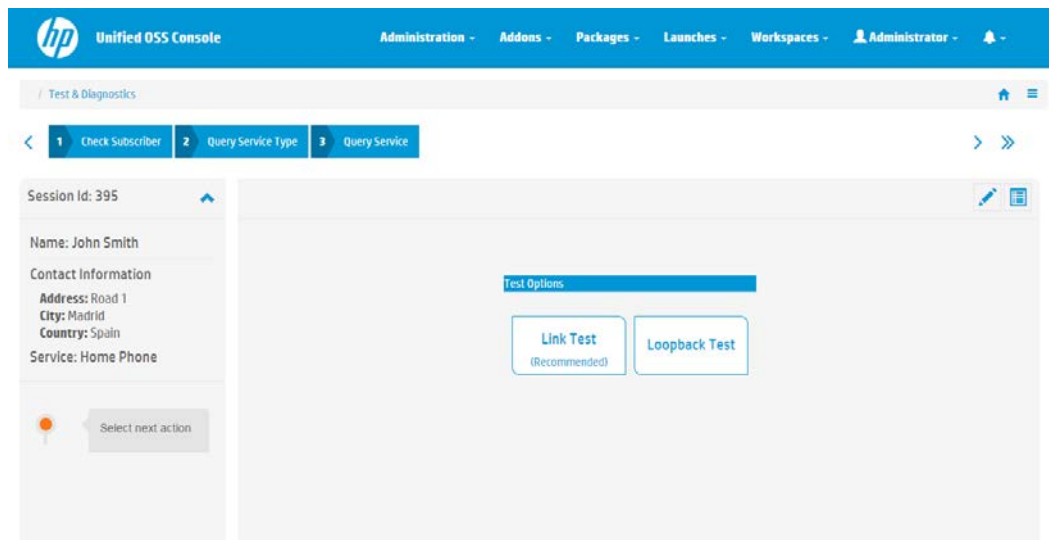 hp Unified OSS Console Administration Addons Packages Launches Workspaces Administrator
/ Test & Diagnostics
1 Check Subscriber 2 Query Service Type 3 Query Service
Session Id: 395
Name: John Smith
Contact Information
Address: Road 1
City: Madrid
Country: Spain
Service: Home Phone
Select next action
Test Options
Link Test
(Recommended)
Loopback Test